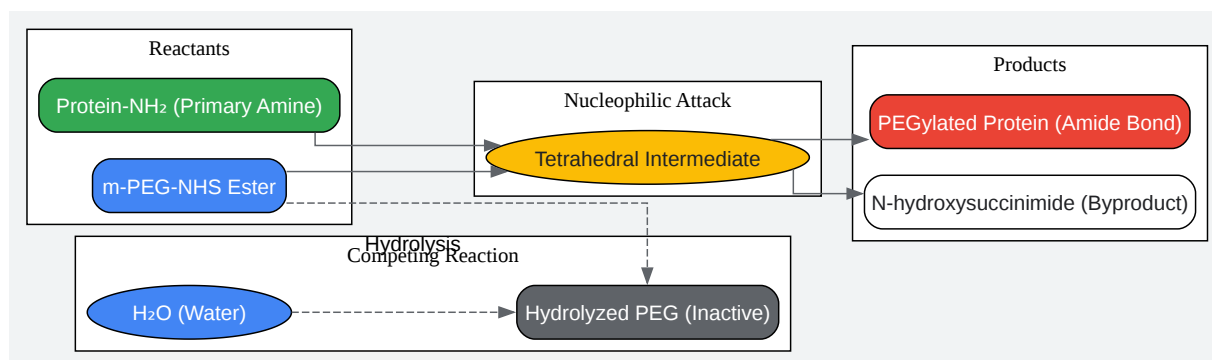 Reactants
Protein-NH₂ (Primary Amine)
m-PEG-NHS Ester
Nucleophilic Attack
Tetrahedral Intermediate
Products
PEGylated Protein (Amide Bond)
N-hydroxysuccinimide (Byproduct)
Hydrolysis
Competing Reaction
H₂O (Water)
Hydrolyzed PEG (Inactive)